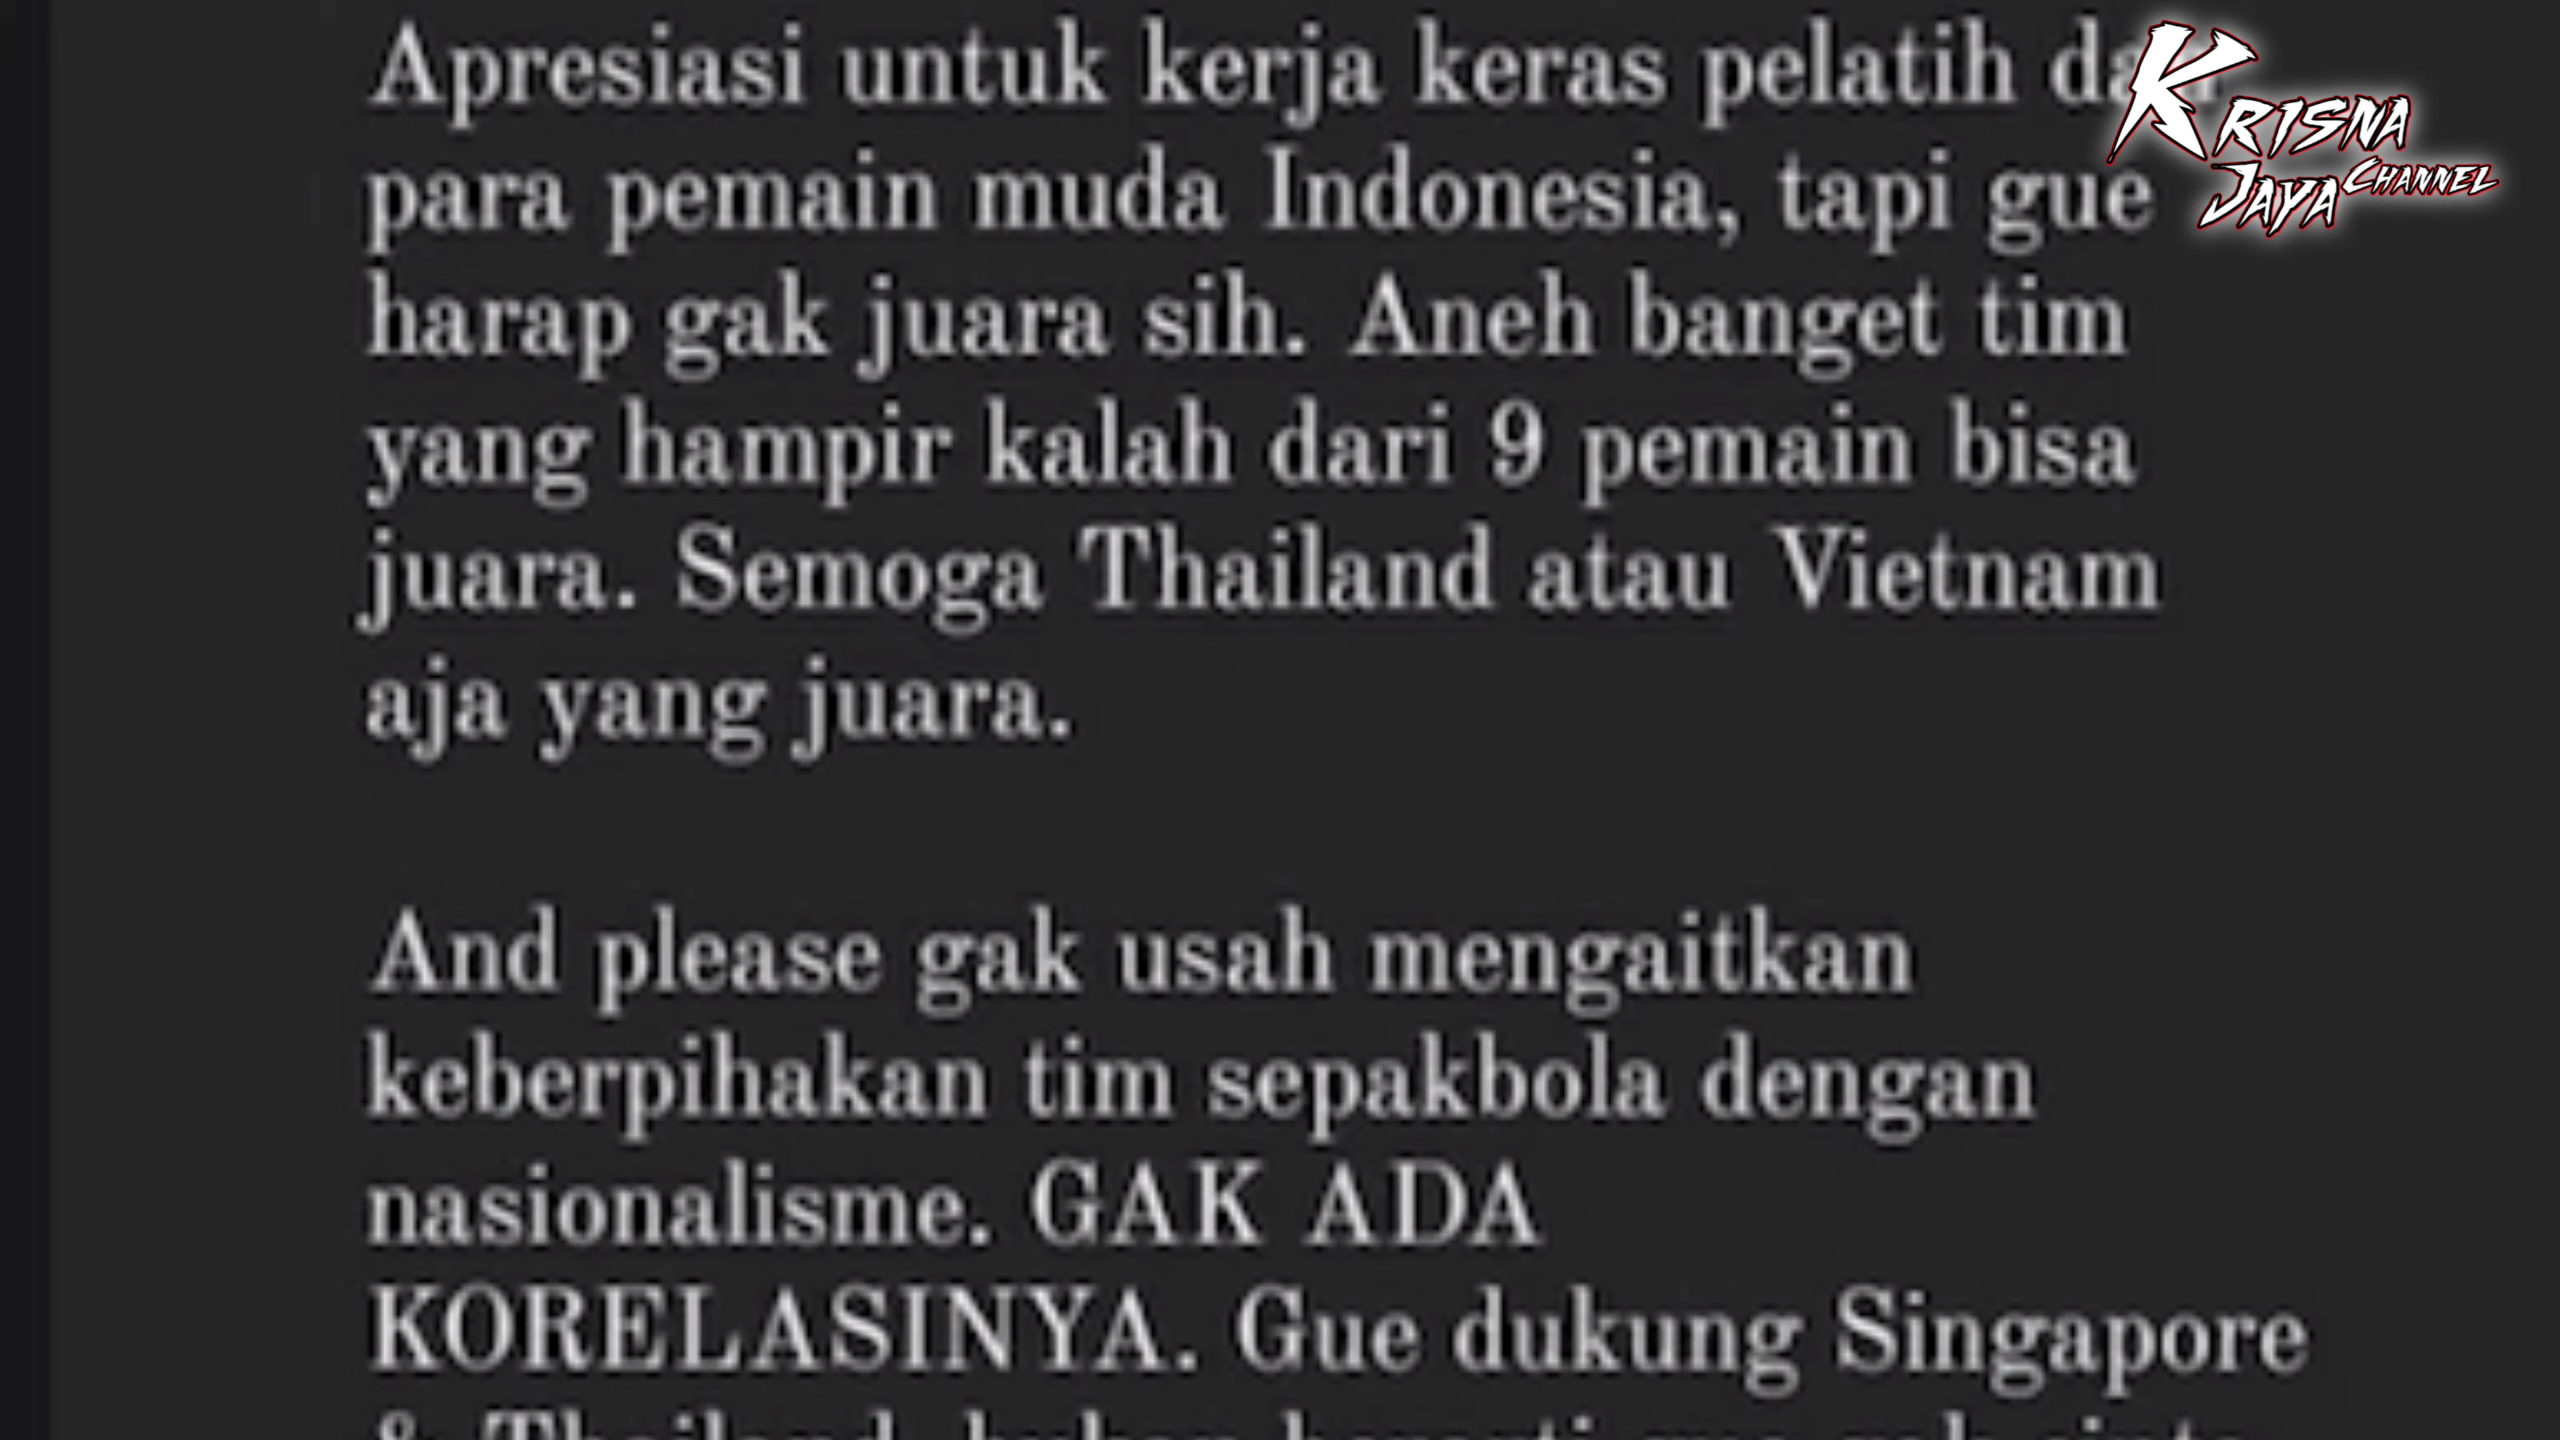 Apresiasi untuk kerja keras pelatih
para pemain muda Indonesia, tapi gue
harap gak juara sih. Aneh banget tim
yang hampir kalah dari 9 pemain bisa
juara. Semoga Thailand atau Vietnam
aja yang juara.
And please gak usah mengaitkan
keberpihakan tim sepakbola dengan
nasionalisme. GAK ADA
KORELASINYA. Gue dukung Singapore
KRISNA
JAYA CHANNEL